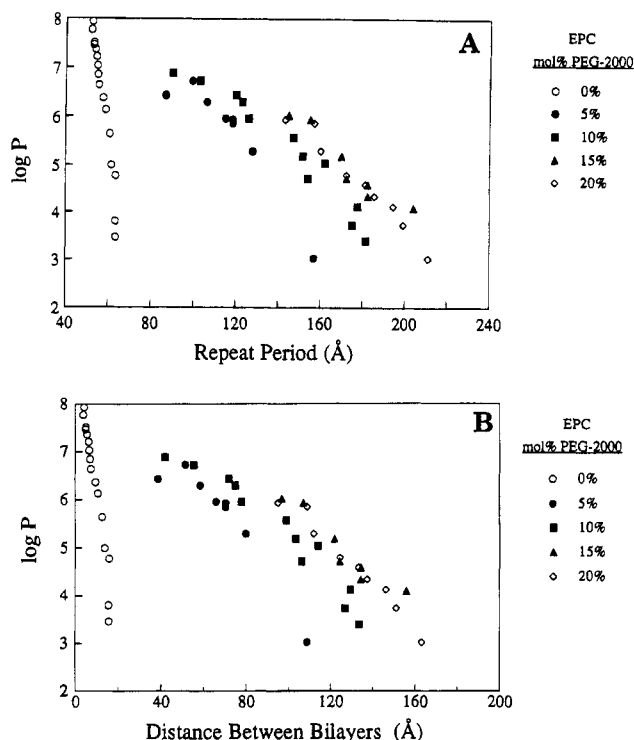 A
EPC
mol% PEG-2000
0%
5%
10%
15%
20%
log P
8
7
6
5
4
3
2
40 80 120 160 200 240
Repeat Period (Å)
B
EPC
mol% PEG-2000
0%
5%
10%
15%
20%
log P
8
7
6
5
4
3
2
0 40 80 120 160 200
Distance Between Bilayers (Å)